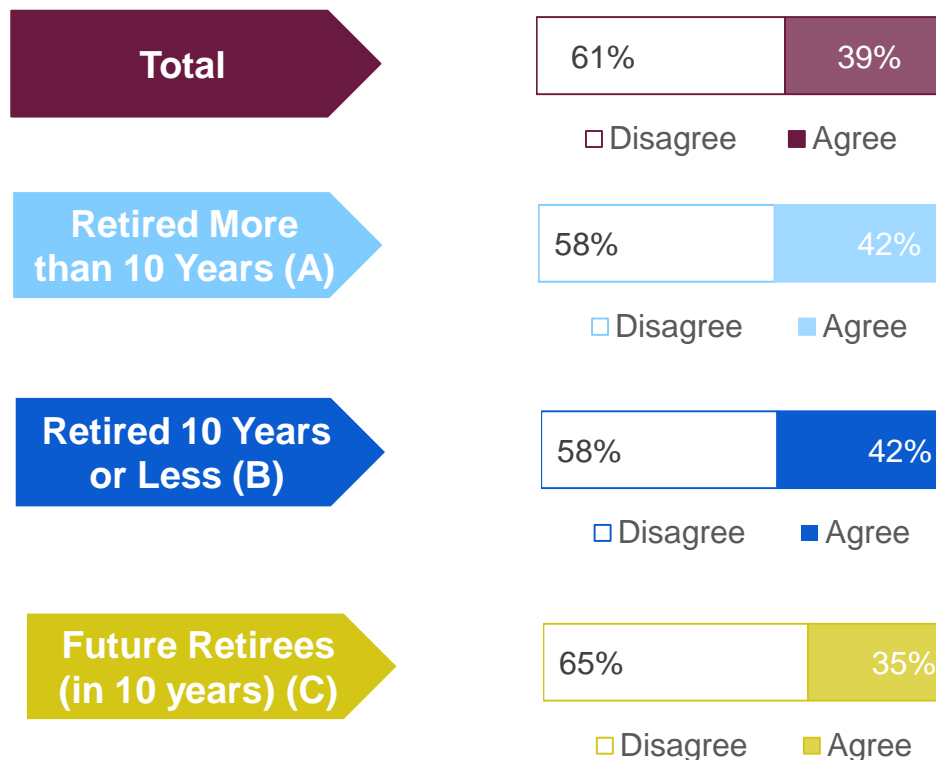 Total
61% 39%
Disagree Agree
Retired More
than 10 Years (A)
58% 42%
Disagree Agree
Retired 10 Years
or Less (B)
58% 42%
Disagree Agree
Future Retirees
(in 10 years) (C)
65% 35%
Disagree Agree